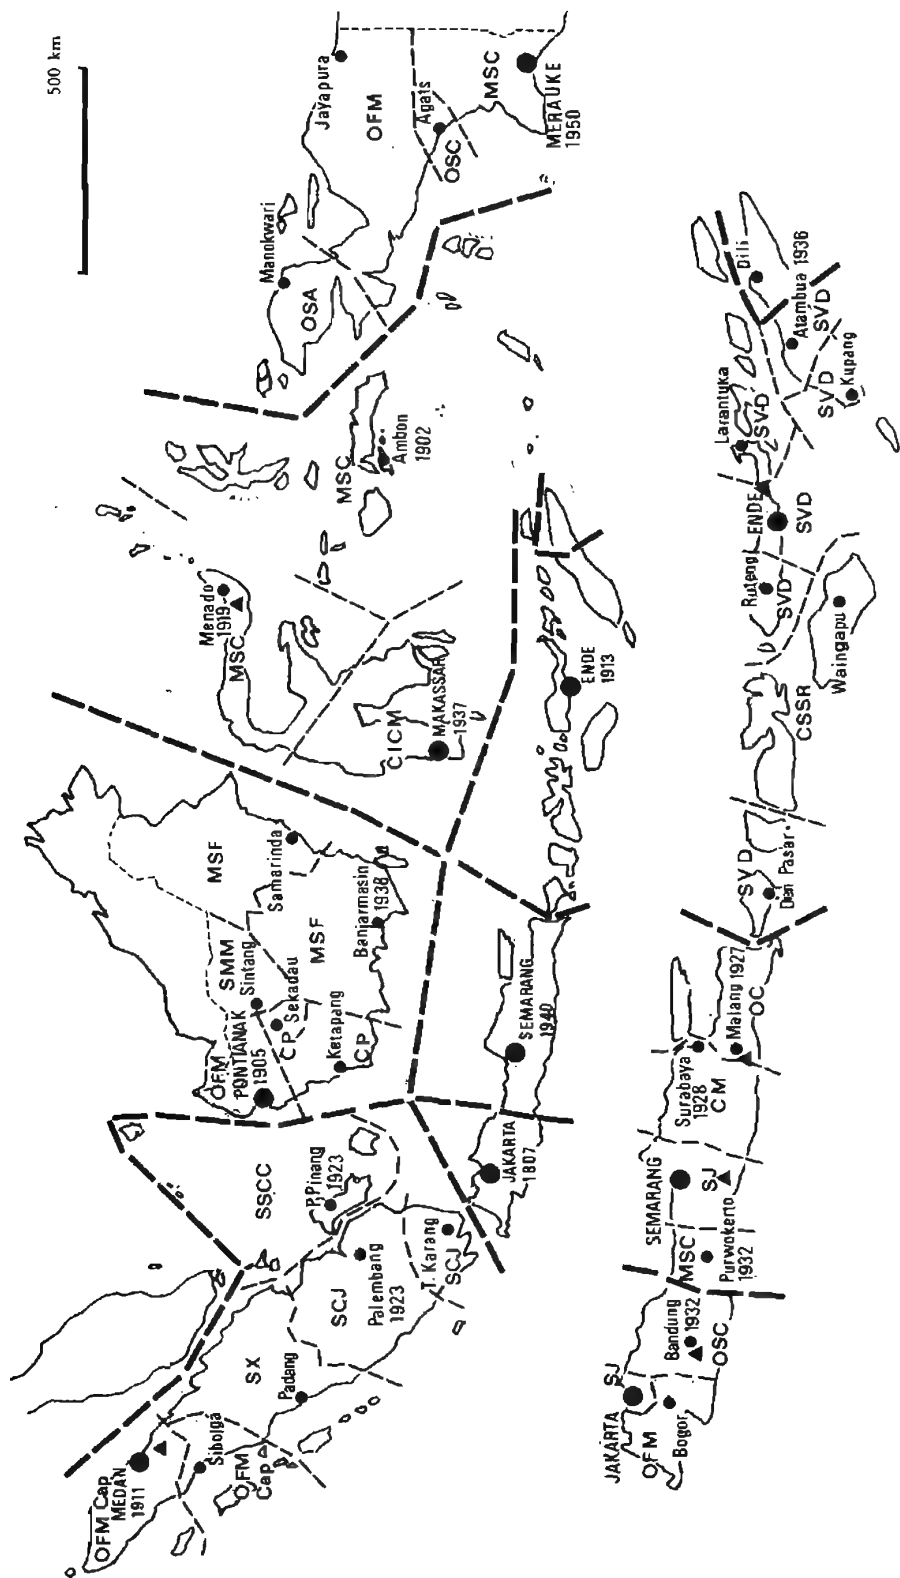 500 km
OFM Cap
MEDAN
1911
Sibolga
OFM
Cap
SX
Padang
SCJ
Palembang
1923
SSCC
P.Pinang
1923
T. Karang
SCJ
JAKARTA
1807
OFM
PONTIANAK
1905
SMM
Sintang
CP
Sekadau
Ketapang
CP
MSF
Samarinda
MSF
Banjarmasin
1938
SEMARANG
1940
Menado
1919
MSC
CICM
MAKASSAR
1937
ENDE
1913
MSC
Ambon
1902
Manokwari
OSA
Jayapura
OFM
Agats
OSC
MSC
MERAUKE
1950
JAKARTA
SJ
OFM
Bogor
Bandung
1932
OSC
SEMARANG
MSC
SJ
Purwokerto
1932
Surabaya
1928
CM
Malang 1927
OC
SVD
Den Pasar
CSSR
Waingapu
Ruteng
SVD
ENDE
SVD
Larantuka
SVD
Dili
Atambua 1936
SVD
SVD
Kupang